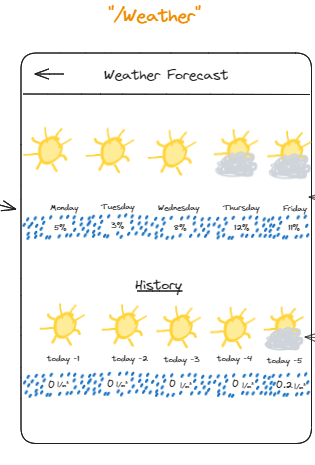 "/Weather"
Weather Forecast
Monday Tuesday Wednesday Thursday Friday
5% 3% 8% 12% 11%
History
today -1 today -2 today -3 today -4 today -5
0 l/m² 0 l/m² 0 l/m² 0 l/m² 0.2 l/m²